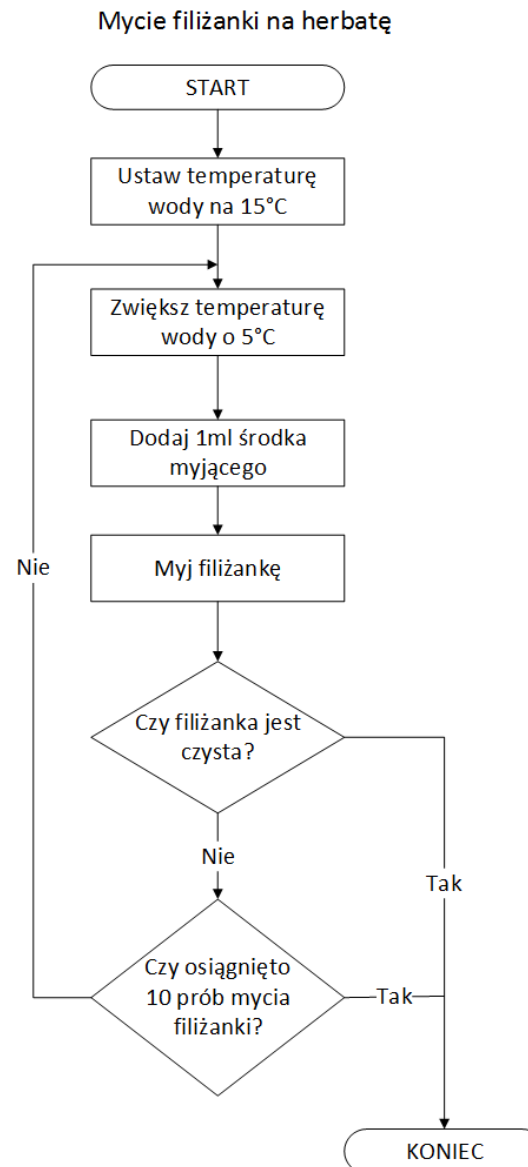 Mycie filiżanki na herbatę
START
Ustaw temperaturę
wody na 15°C
Zwiększ temperaturę
wody o 5°C
Dodaj 1ml środka
myjącego
Nie
Myj filiżankę
Czy filiżanka jest
czysta?
Nie
Tak
Czy osiągnięto
10 prób mycia
filiżanki?
Tak
KONIEC